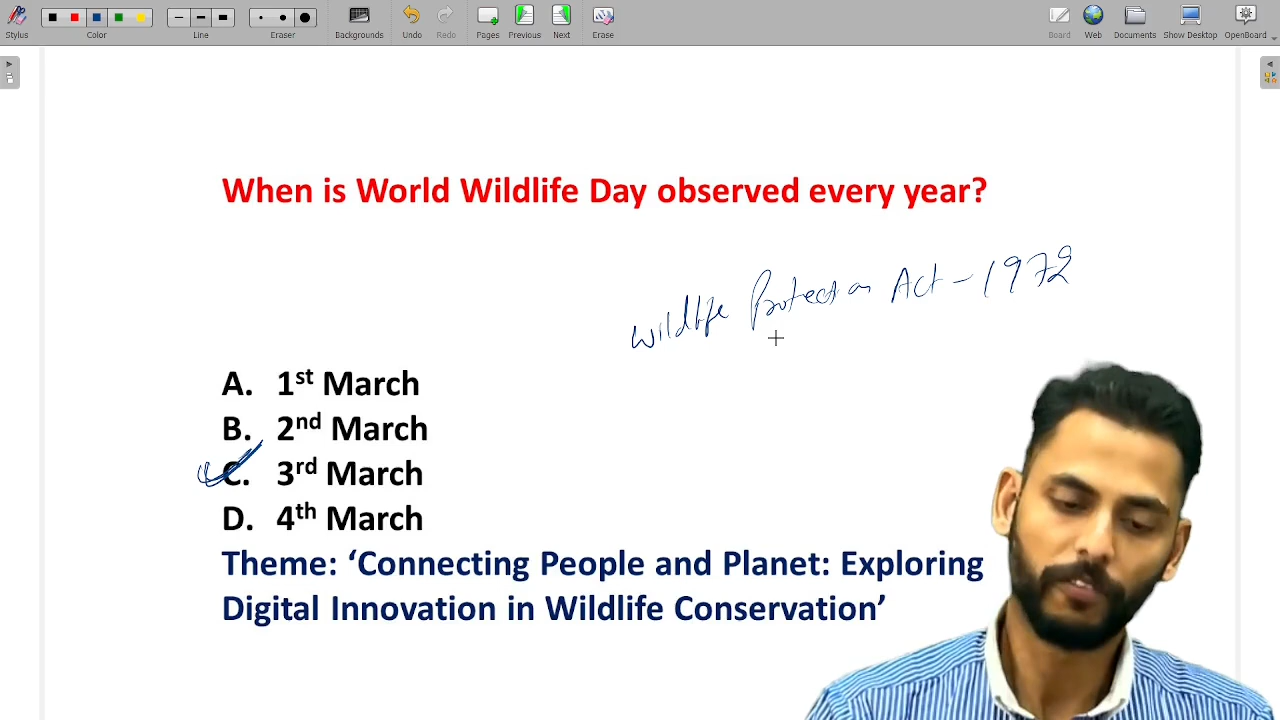 Stylus
Color
Line
Eraser
Backgrounds
Undo
Redo
Pages
Previous
Next
Erase
Board
Web
Documents
Show Desktop
OpenBoard
When is World Wildlife Day observed every year?
Wildlife Protection Act - 1972
A. 1st March
B. 2nd March
C. 3rd March
D. 4th March
Theme: ‘Connecting People and Planet: Exploring
Digital Innovation in Wildlife Conservation’